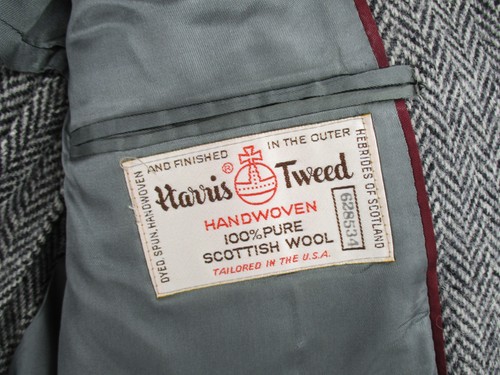 DYED, SPUN, HANDWOVEN
AND FINISHED IN THE OUTER
HEBRIDES OF SCOTLAND
Harris ® Tweed
HANDWOVEN
100% PURE
SCOTTISH WOOL
TAILORED IN THE U.S.A.
628534